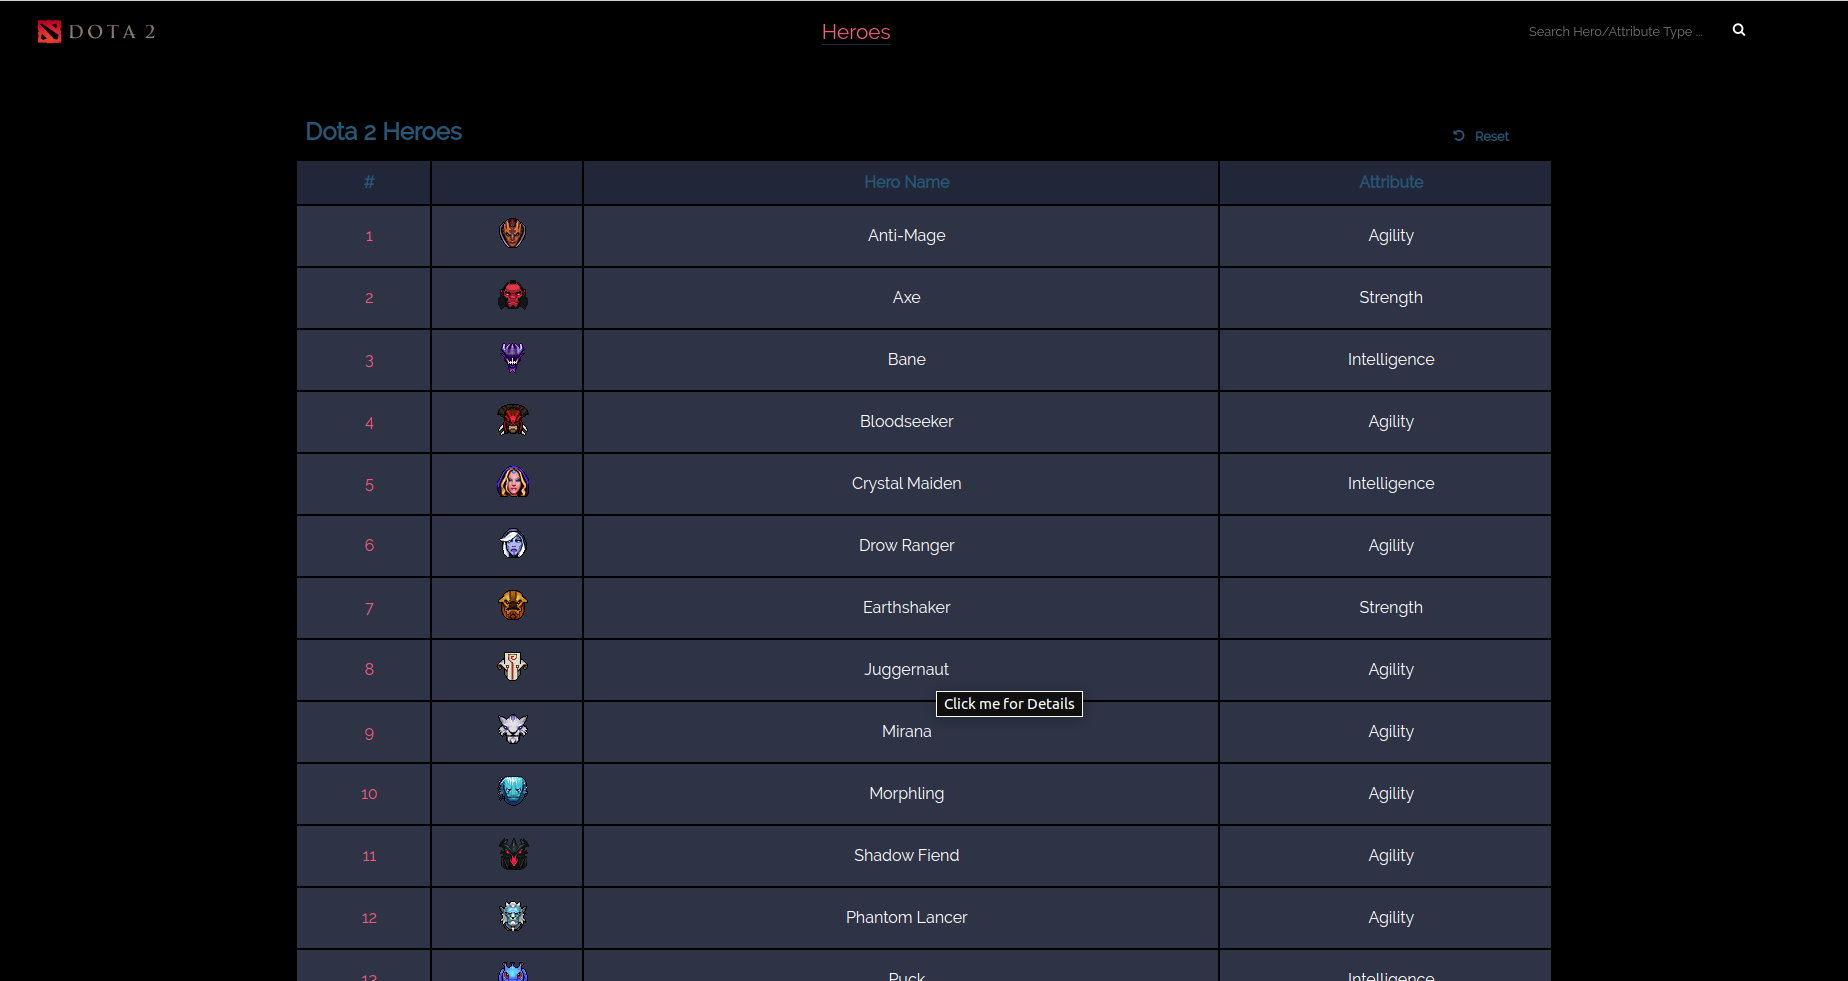 DOTA 2
Heroes
Search Hero/Attribute Type ...
Dota 2 Heroes
Reset
# Hero Name Attribute
1 Anti-Mage Agility
2 Axe Strength
3 Bane Intelligence
4 Bloodseeker Agility
5 Crystal Maiden Intelligence
6 Drow Ranger Agility
7 Earthshaker Strength
8 Juggernaut Agility
Click me for Details
9 Mirana Agility
10 Morphling Agility
11 Shadow Fiend Agility
12 Phantom Lancer Agility
13 Puck Intelligence